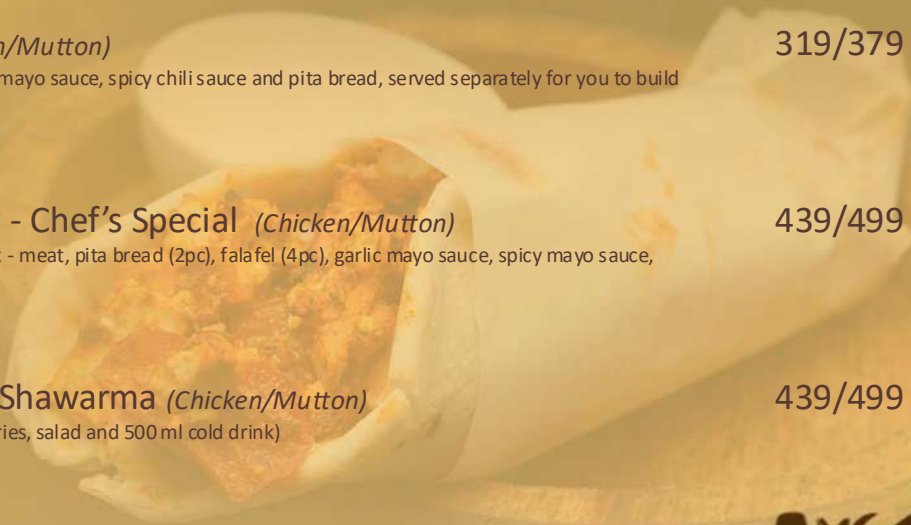 n/Mutton) 319/379
mayo sauce, spicy chili sauce and pita bread, served separately for you to build
- Chef's Special (Chicken/Mutton) 439/499
- meat, pita bread (2pc), falafel (4pc), garlic mayo sauce, spicy mayo sauce,
Shawarma (Chicken/Mutton) 439/499
ries, salad and 500 ml cold drink)